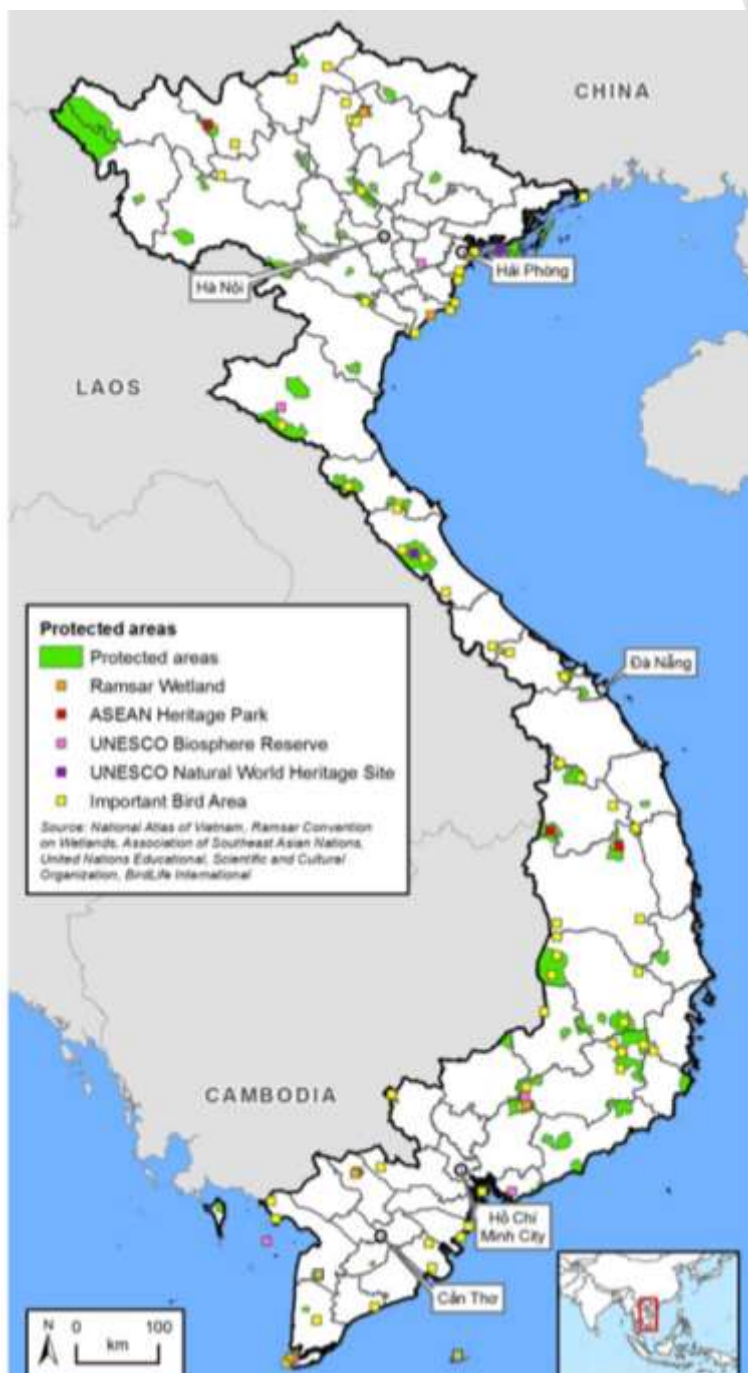 CHINA
Hà Nôi
Hải Phòng
LAOS
Protected areas
Protected areas
Ramsar Wetland
ASEAN Heritage Park
UNESCO Biosphere Reserve
UNESCO Natural World Heritage Site
Important Bird Area
Source: National Atlas of Vietnam, Ramsar Convention
on Wetlands, Association of Southeast Asian Nations,
United Nations Educational, Scientific and Cultural
Organization, BirdLife International
Đà Nẵng
CAMBODIA
Hồ Chí
Minh City
Cần Thơ
N
0 100
km